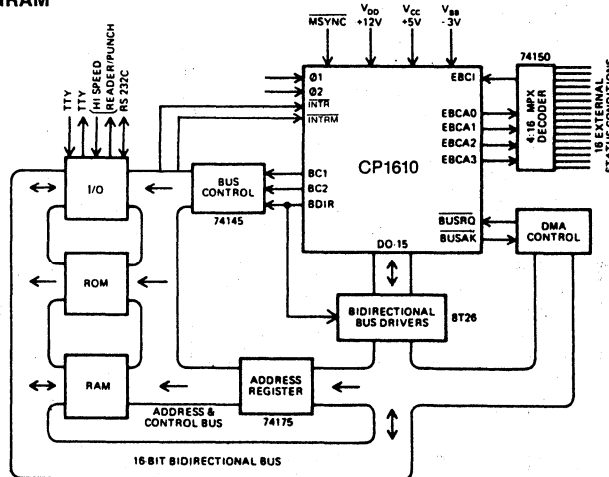 MSYNC
VDD
+12V
VCC
+5V
VBB
-3V
74150
TTY
TTY
HI SPEED
READER/PUNCH
RS 232C
Ø1
Ø2
INTR
INTRM
EBCI
EBCA0
EBCA1
EBCA2
EBCA3
4:16 MPX
DECODER
16 EXTERNAL
STATUS CONDITIONS
CP1610
I/O
BUS
CONTROL
74145
BC1
BC2
BDIR
BUSRQ
BUSAK
DMA
CONTROL
DO-15
ROM
BIDIRECTIONAL
BUS DRIVERS
8T26
RAM
ADDRESS
REGISTER
74175
ADDRESS &
CONTROL BUS
16-BIT BIDIRECTIONAL BUS